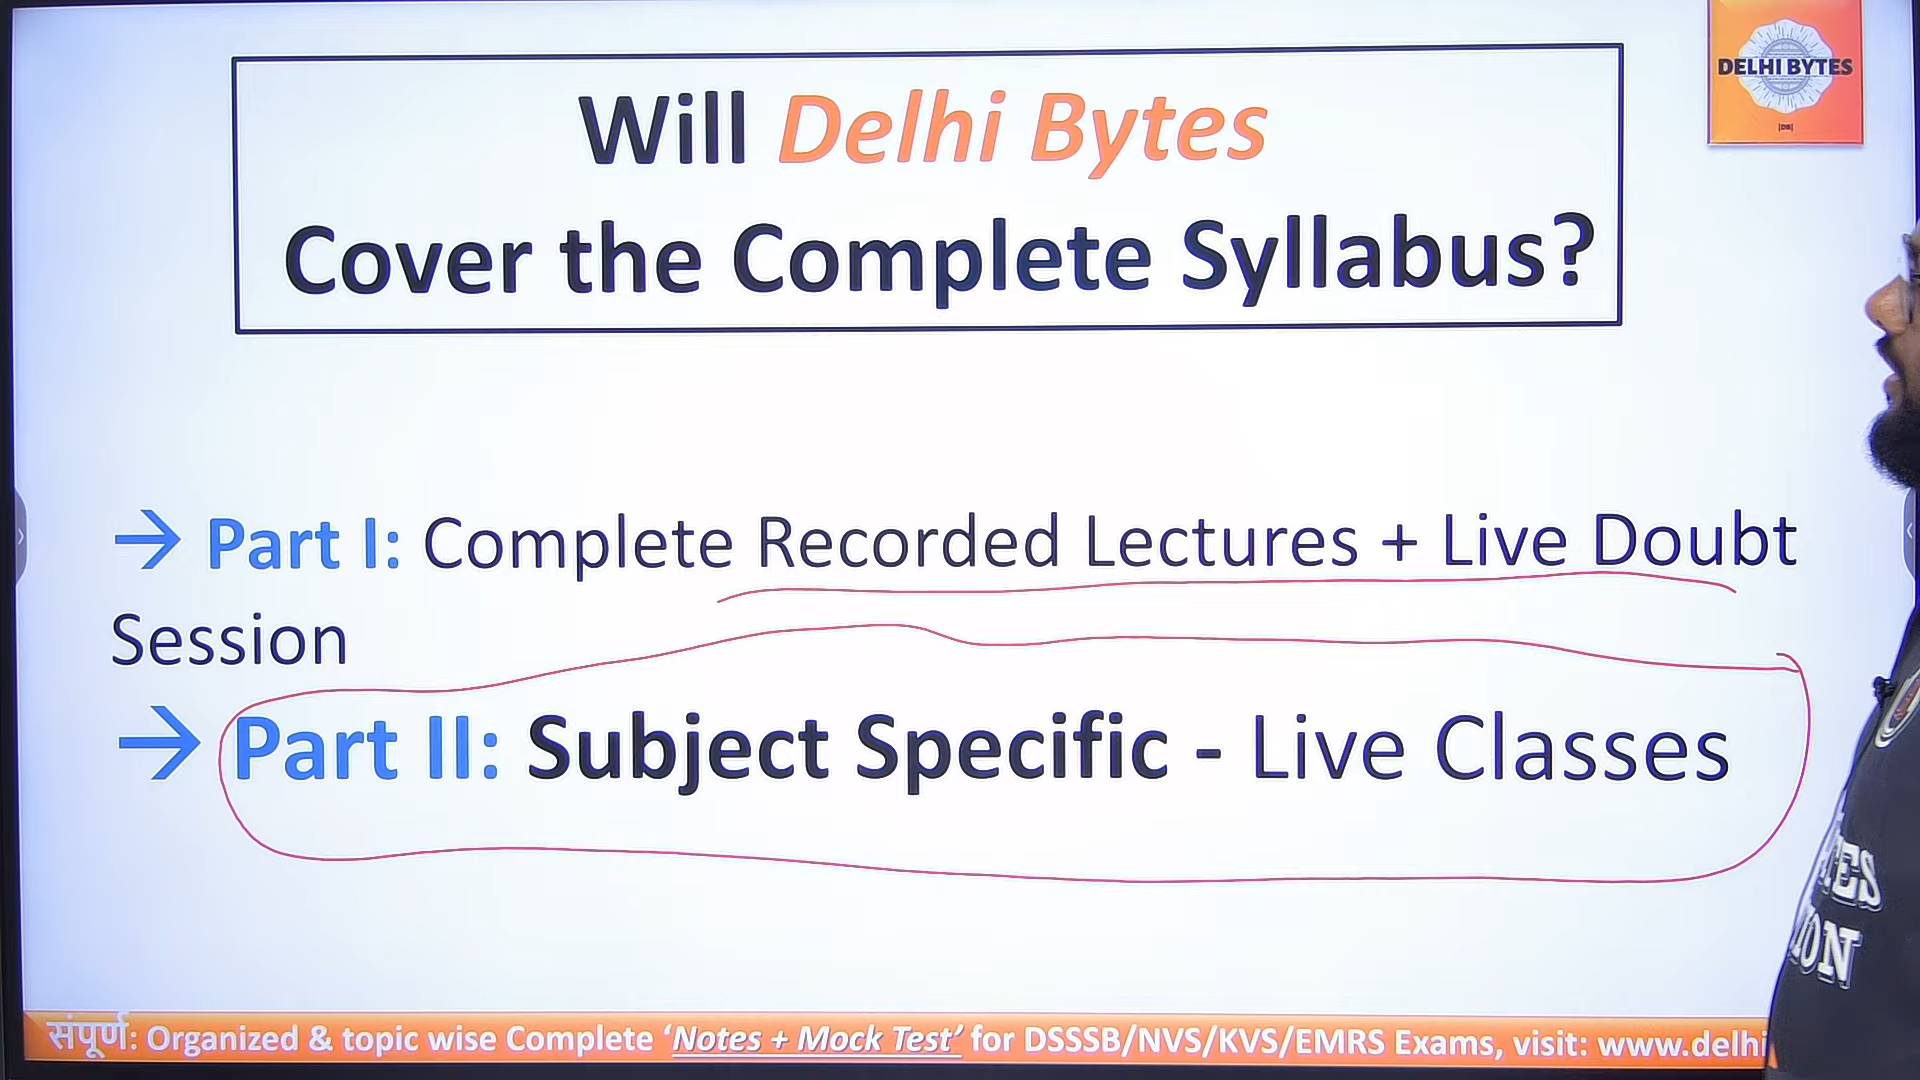 DELHI BYTES
|DB|
Will Delhi Bytes
Cover the Complete Syllabus?
→ Part I: Complete Recorded Lectures + Live Doubt
Session
→ Part II: Subject Specific - Live Classes
संपूर्ण: Organized & topic wise Complete ‘Notes + Mock Test’ for DSSSB/NVS/KVS/EMRS Exams, visit: www.delhi